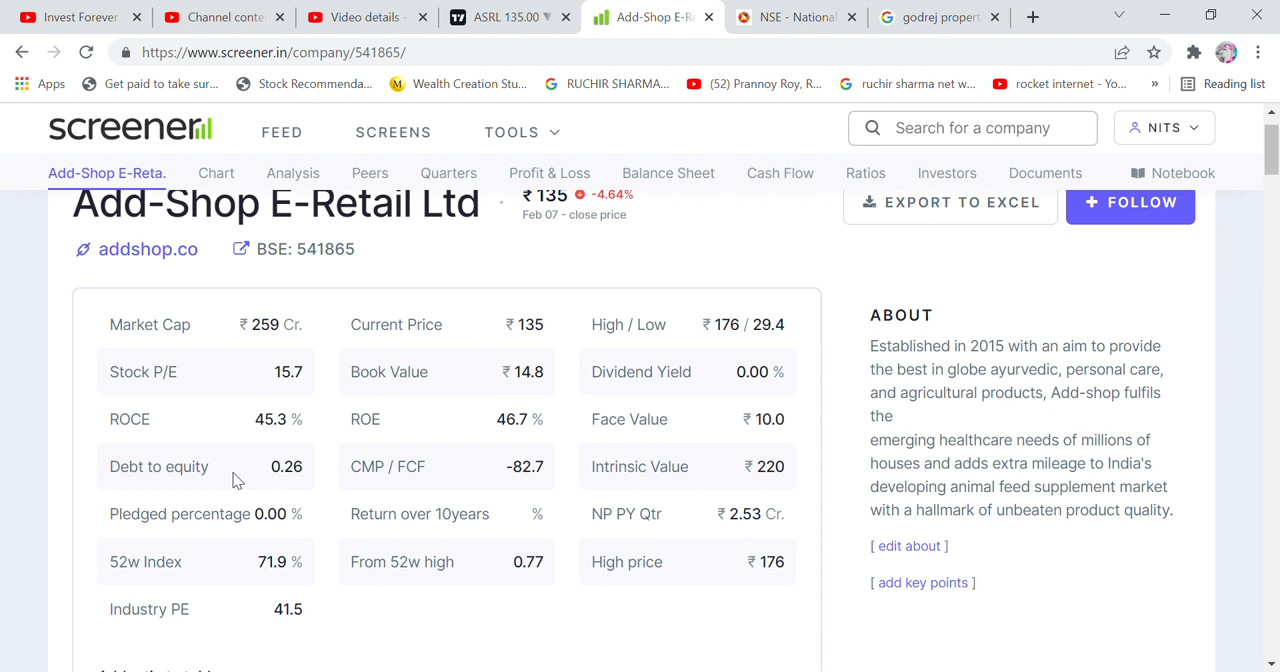 Invest Forever
Channel conte
Video details -
ASRL 135.00 ▼
Add-Shop E-R
NSE - National
godrej propert
https://www.screener.in/company/541865/
Apps
Get paid to take sur...
Stock Recommenda...
Wealth Creation Stu...
RUCHIR SHARMA...
(52) Prannoy Roy, R...
ruchir sharma net w...
rocket internet - Yo...
»
Reading list
screener
FEED
SCREENS
TOOLS
Search for a company
NITS
Add-Shop E-Reta.
Chart
Analysis
Peers
Quarters
Profit & Loss
Balance Sheet
Cash Flow
Ratios
Investors
Documents
Notebook
Add-Shop E-Retail Ltd
₹ 135 -4.64%
Feb 07 - close price
EXPORT TO EXCEL
+ FOLLOW
addshop.co
BSE: 541865
Market Cap ₹ 259 Cr.
Current Price ₹ 135
High / Low ₹ 176 / 29.4
Stock P/E 15.7
Book Value ₹ 14.8
Dividend Yield 0.00 %
ROCE 45.3 %
ROE 46.7 %
Face Value ₹ 10.0
Debt to equity 0.26
CMP / FCF -82.7
Intrinsic Value ₹ 220
Pledged percentage 0.00 %
Return over 10years %
NP PY Qtr ₹ 2.53 Cr.
52w Index 71.9 %
From 52w high 0.77
High price ₹ 176
Industry PE 41.5
ABOUT
Established in 2015 with an aim to provide
the best in globe ayurvedic, personal care,
and agricultural products, Add-shop fulfils
the
emerging healthcare needs of millions of
houses and adds extra mileage to India's
developing animal feed supplement market
with a hallmark of unbeaten product quality.
[ edit about ]
[ add key points ]